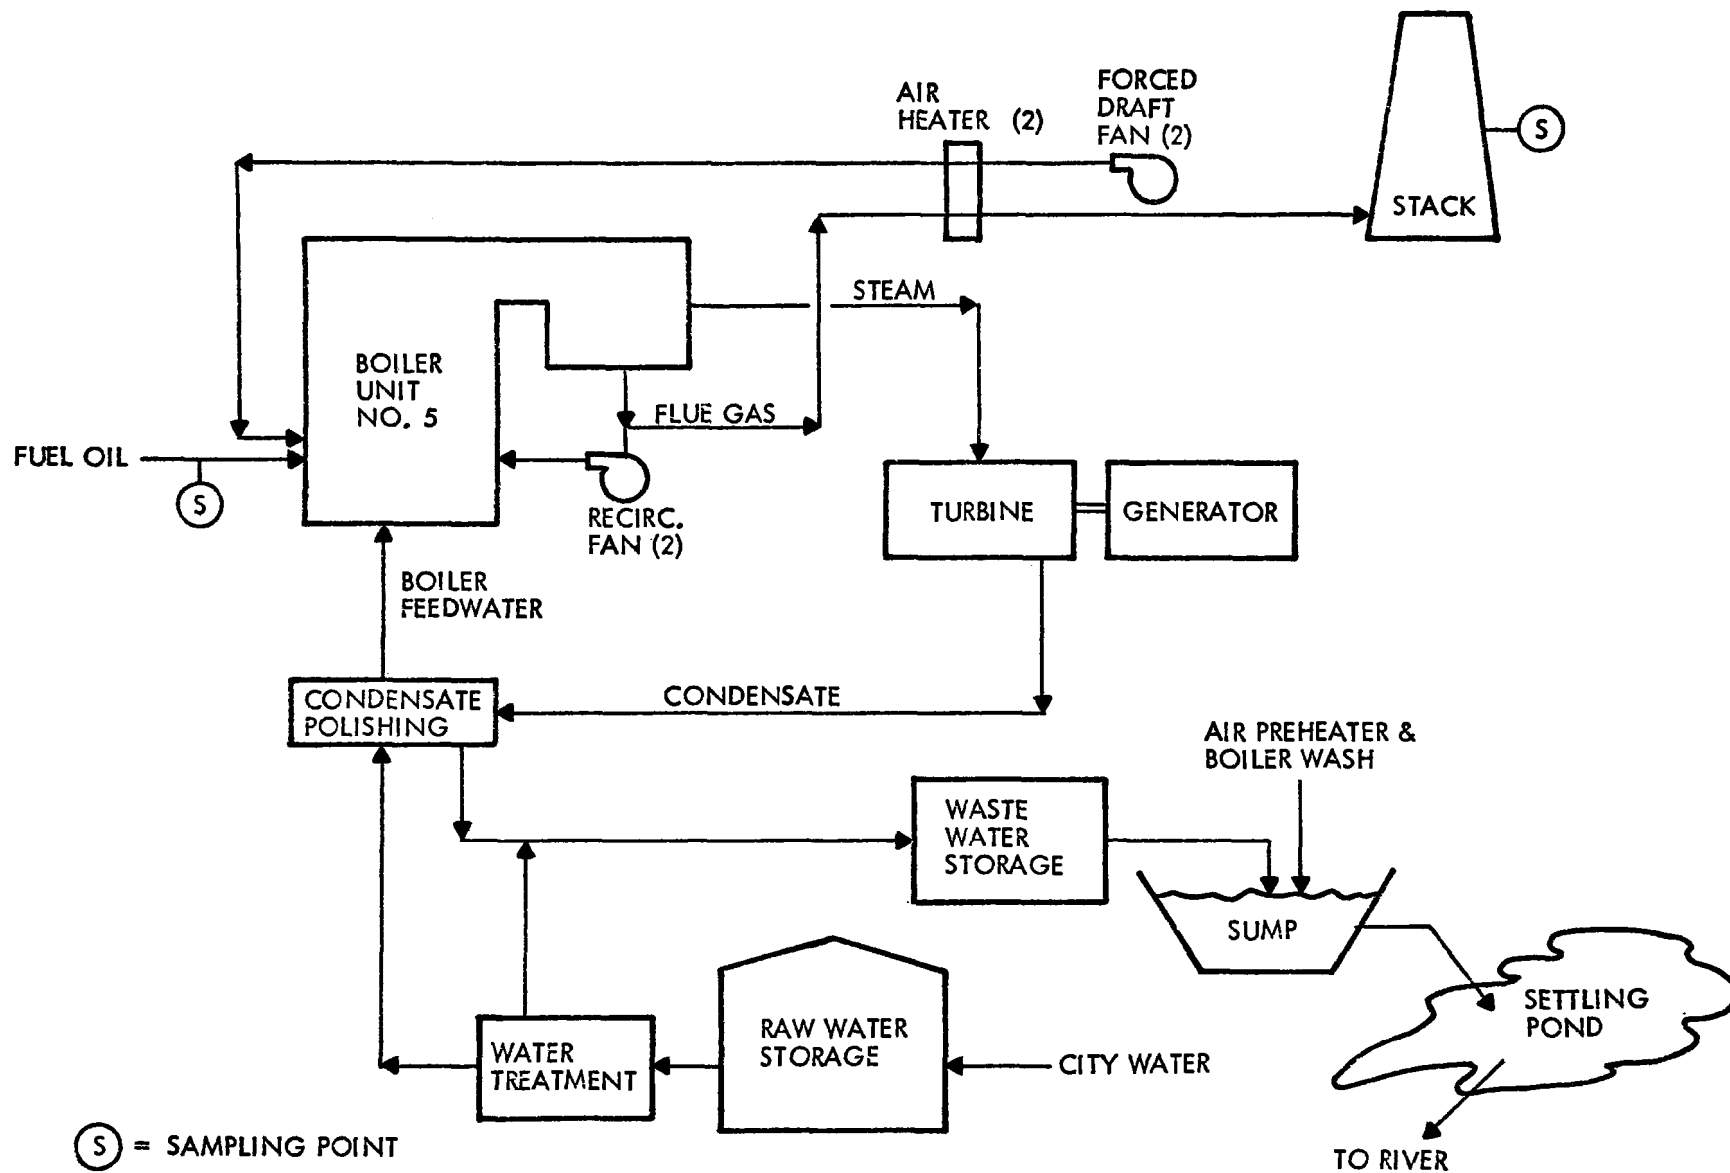 AIR
HEATER (2)
FORCED
DRAFT
FAN (2)
S
STACK
STEAM
BOILER
UNIT
NO. 5
FLUE GAS
FUEL OIL
S
RECIRC.
FAN (2)
TURBINE
GENERATOR
BOILER
FEEDWATER
CONDENSATE
POLISHING
CONDENSATE
AIR PREHEATER &
BOILER WASH
WASTE
WATER
STORAGE
SUMP
SETTLING
POND
RAW WATER
STORAGE
WATER
TREATMENT
CITY WATER
S = SAMPLING POINT
TO RIVER